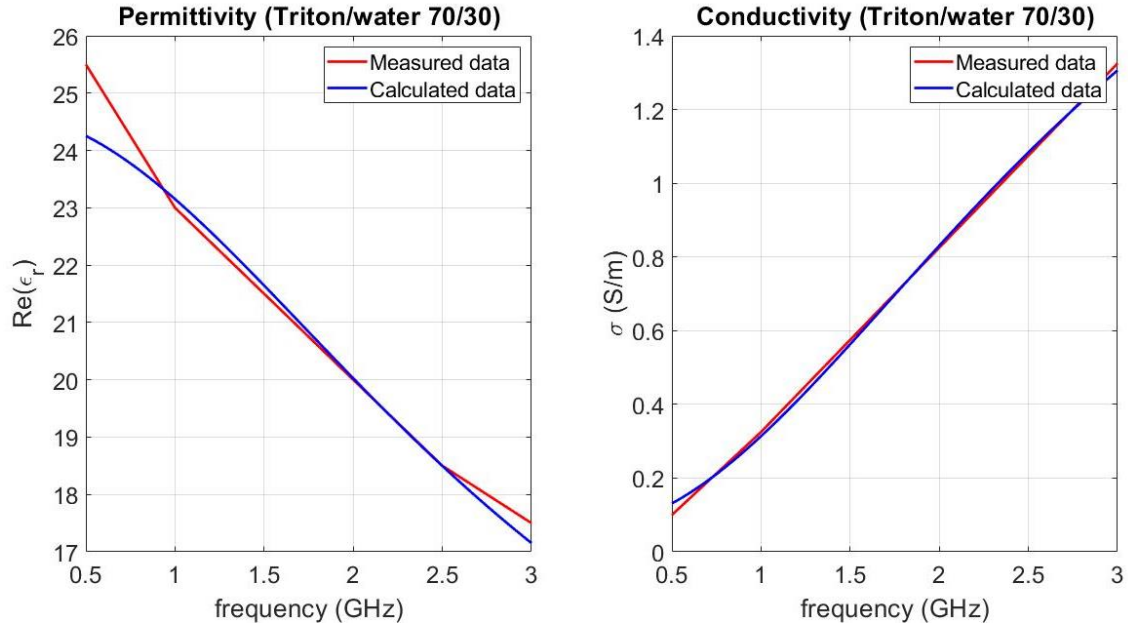 Permittivity (Triton/water 70/30)
26
25
24
23
22
21
20
19
18
17
Re(ϵr)
0.5 1 1.5 2 2.5 3
frequency (GHz)
Measured data
Calculated data
Conductivity (Triton/water 70/30)
1.4
1.2
1
0.8
0.6
0.4
0.2
0
σ (S/m)
0.5 1 1.5 2 2.5 3
frequency (GHz)
Measured data
Calculated data